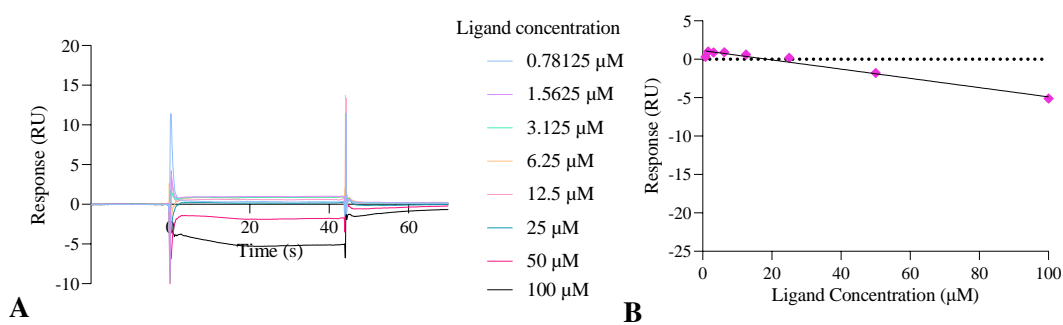 Ligand concentration
0.78125 µM
1.5625 µM
3.125 µM
6.25 µM
12.5 µM
25 µM
50 µM
100 µM
Response (RU)
20
15
10
5
0
-5
-10
0
20
40
60
Time (s)
A
Response (RU)
5
0
-5
-10
-15
-20
-25
0
20
40
60
80
100
Ligand Concentration (µM)
B